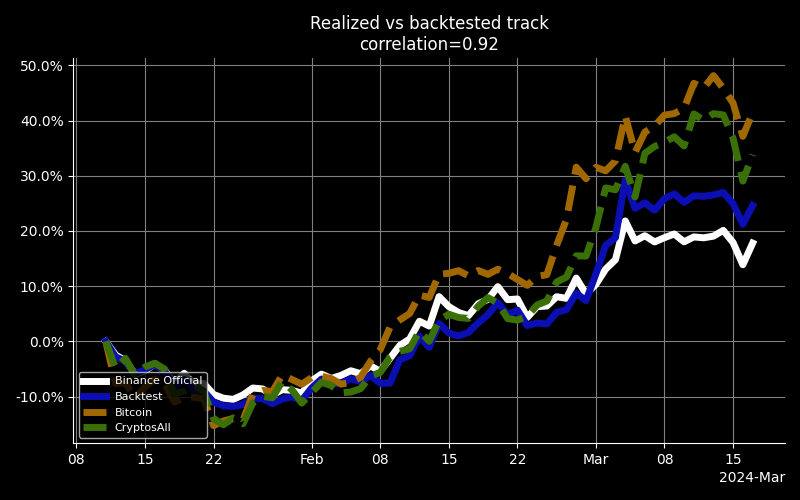 Realized vs backtested track
correlation=0.92
50.0%
40.0%
30.0%
20.0%
10.0%
0.0%
-10.0%
Binance Official
Backtest
Bitcoin
CryptosAll
08 15 22 Feb 08 15 22 Mar 08 15
2024-Mar